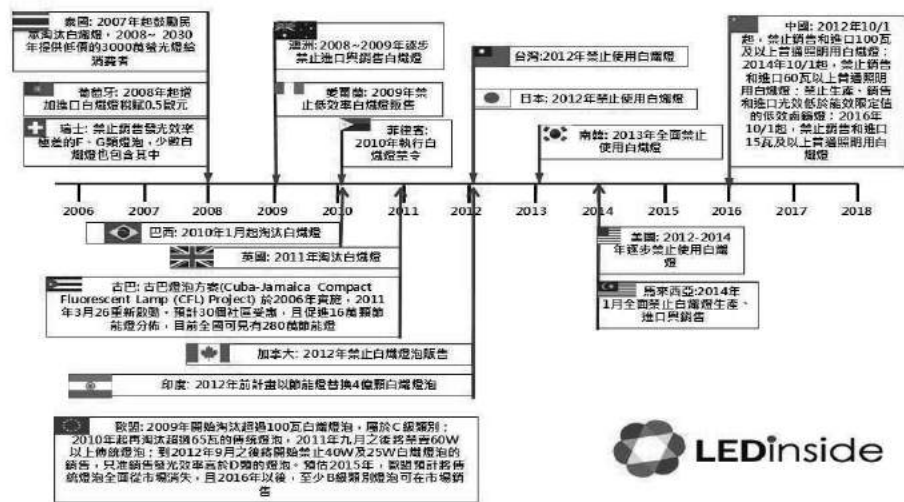 泰國: 2007年起鼓勵民
眾淘汰白熾燈，2008~ 2030
年提供低價的3000萬螢光燈給
消費者
葡萄牙: 2008年起增
加進口白熾燈稅賦0.5歐元
瑞士: 禁止銷售發光效率
極差的F、G類燈泡，少數白
熾燈也包含其中
澳洲: 2008~2009年逐步
禁止進口與銷售白熾燈
愛爾蘭: 2009年禁
止低效率白熾燈販售
菲律賓:
2010年執行白
熾燈禁令
台灣:2012年禁止使用白熾燈
日本: 2012年禁止使用白熾燈
南韓: 2013年全面禁止
使用白熾燈
中國: 2012年10/1
起，禁止銷售和進口100瓦
及以上普通照明用白熾燈；
2014年10/1起，禁止銷售
和進口60瓦以上普通照明
用白熾燈；禁止生產、銷售
和進口光效低於能效限定值
的低效鹵鎢燈；2016年
10/1起，禁止銷售和進口
15瓦及以上普通照明用白
熾燈
2006 2007 2008 2009 2010 2011 2012 2013 2014 2015 2016 2017 2018
巴西: 2010年1月起淘汰白熾燈
英國: 2011年淘汰白熾燈
古巴: 古巴燈泡方案(Cuba-Jamaica Compact
Fluorescent Lamp (CFL) Project) 於2006年實施，2011
年3月26重新啟動。預計30個社區受惠，且促進16萬顆節
能燈分佈，目前全國可見有280萬節能燈
加拿大: 2012年禁止白熾燈泡販售
印度: 2012年前計畫以節能燈替換4億顆白熾燈泡
美國: 2012-2014
年逐步禁止使用白熾
燈
馬來西亞:2014年
1月全面禁止白熾燈生產、
進口與銷售
歐盟: 2009年開始淘汰超過100瓦白熾燈泡，屬於C級類別；
2010年起再淘汰超過65瓦的傳統燈泡，2011年九月之後將禁賣60W
以上傳統燈泡；到2012年9月之後將開始禁止40W及25W白熾燈泡的
銷售，只准銷售發光效率高於D類的燈泡。預估2015年，歐盟預計將傳
統燈泡全面從市場消失，且2016年以後，至少B級類別燈泡可在市場銷
售
LEDinside